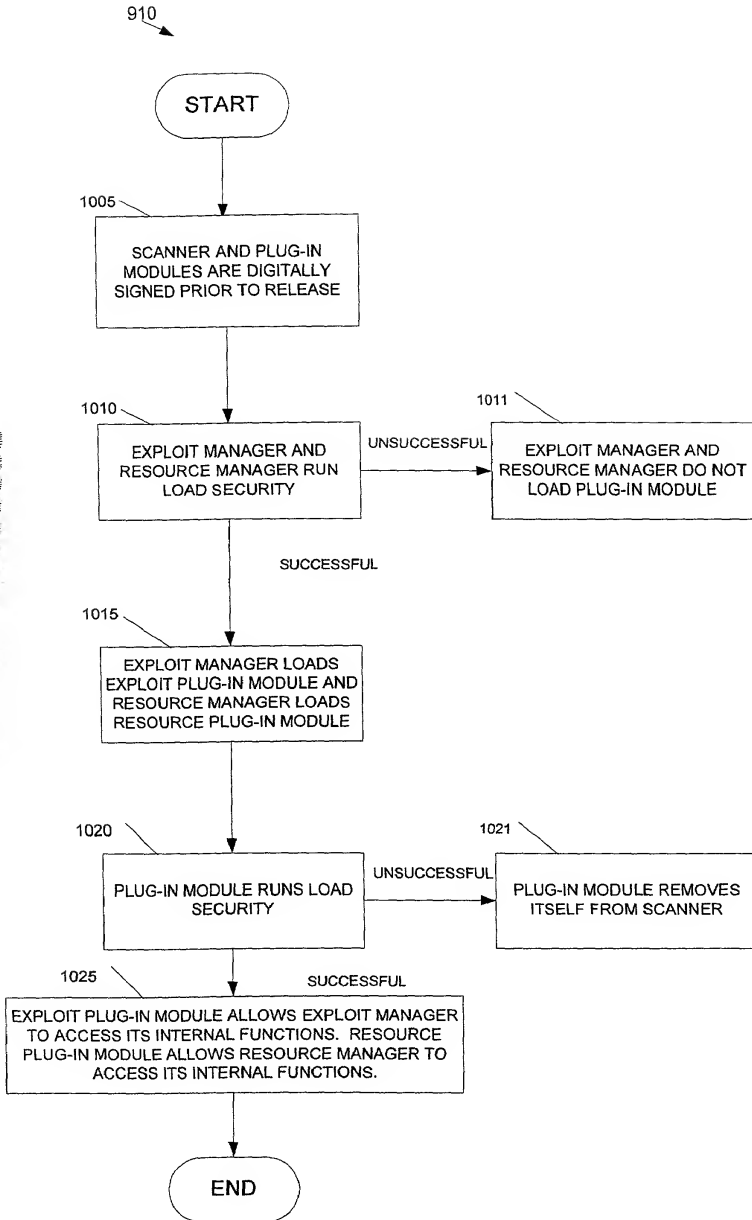 910
START
1005
SCANNER AND PLUG-IN
MODULES ARE DIGITALLY
SIGNED PRIOR TO RELEASE
1010
EXPLOIT MANAGER AND
RESOURCE MANAGER RUN
LOAD SECURITY
UNSUCCESSFUL
1011
EXPLOIT MANAGER AND
RESOURCE MANAGER DO NOT
LOAD PLUG-IN MODULE
SUCCESSFUL
1015
EXPLOIT MANAGER LOADS
EXPLOIT PLUG-IN MODULE AND
RESOURCE MANAGER LOADS
RESOURCE PLUG-IN MODULE
1020
PLUG-IN MODULE RUNS LOAD
SECURITY
UNSUCCESSFUL
1021
PLUG-IN MODULE REMOVES
ITSELF FROM SCANNER
SUCCESSFUL
1025
EXPLOIT PLUG-IN MODULE ALLOWS EXPLOIT MANAGER
TO ACCESS ITS INTERNAL FUNCTIONS. RESOURCE
PLUG-IN MODULE ALLOWS RESOURCE MANAGER TO
ACCESS ITS INTERNAL FUNCTIONS.
END